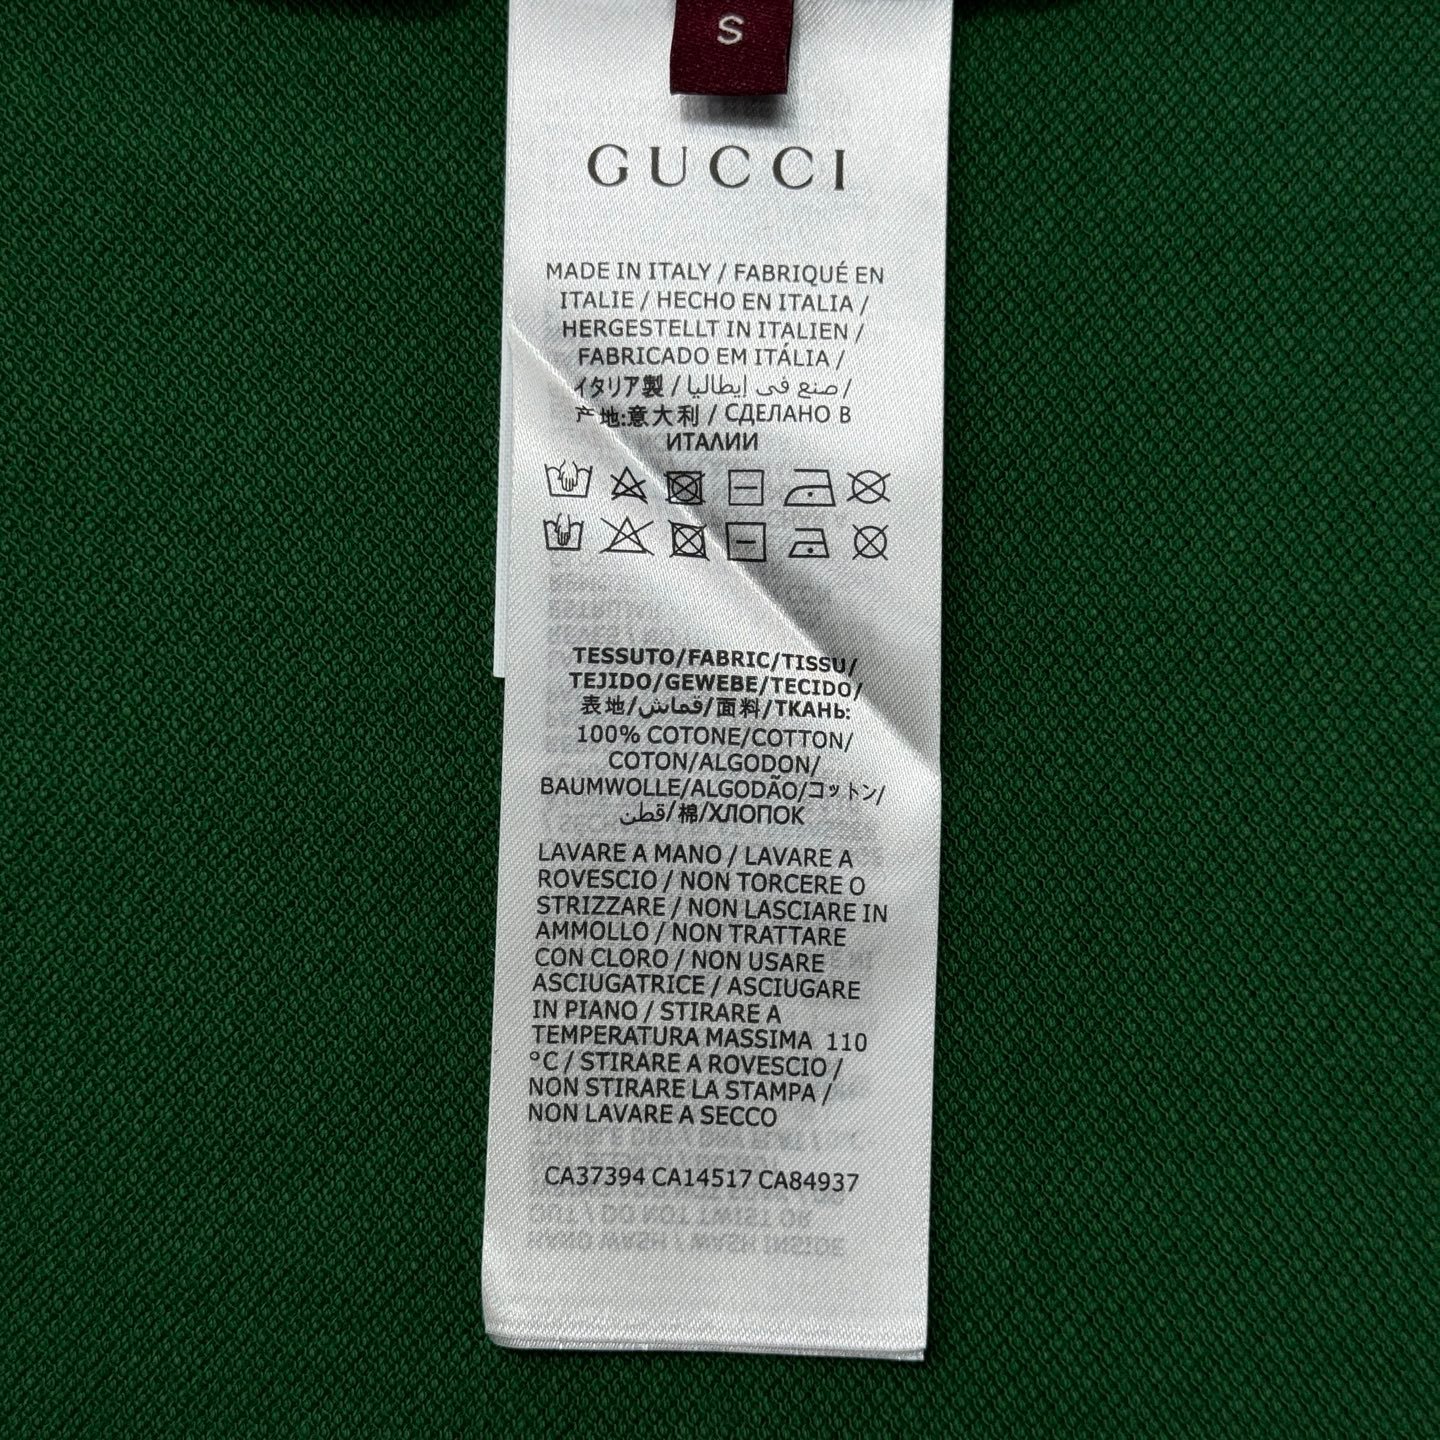 S
GUCCI
MADE IN ITALY / FABRIQUÉ EN
ITALIE / HECHO EN ITALIA /
HERGESTELLT IN ITALIEN /
FABRICADO EM ITÁLIA /
イタリア製 / صنع في إيطاليا /
产地:意大利 / СДЕЛАНО В
ИТАЛИИ
TESSUTO/FABRIC/TISSU/
TEJIDO/GEWEBE/TECIDO/
表地/قماش/面料/ТКАНЬ:
100% COTONE/COTTON/
COTON/ALGODON/
BAUMWOLLE/ALGODÃO/コットン/
قطن/棉/ХЛОПОК
LAVARE A MANO / LAVARE A
ROVESCIO / NON TORCERE O
STRIZZARE / NON LASCIARE IN
AMMOLLO / NON TRATTARE
CON CLORO / NON USARE
ASCIUGATRICE / ASCIUGARE
IN PIANO / STIRARE A
TEMPERATURA MASSIMA 110
°C / STIRARE A ROVESCIO /
NON STIRARE LA STAMPA /
NON LAVARE A SECCO
CA37394 CA14517 CA84937